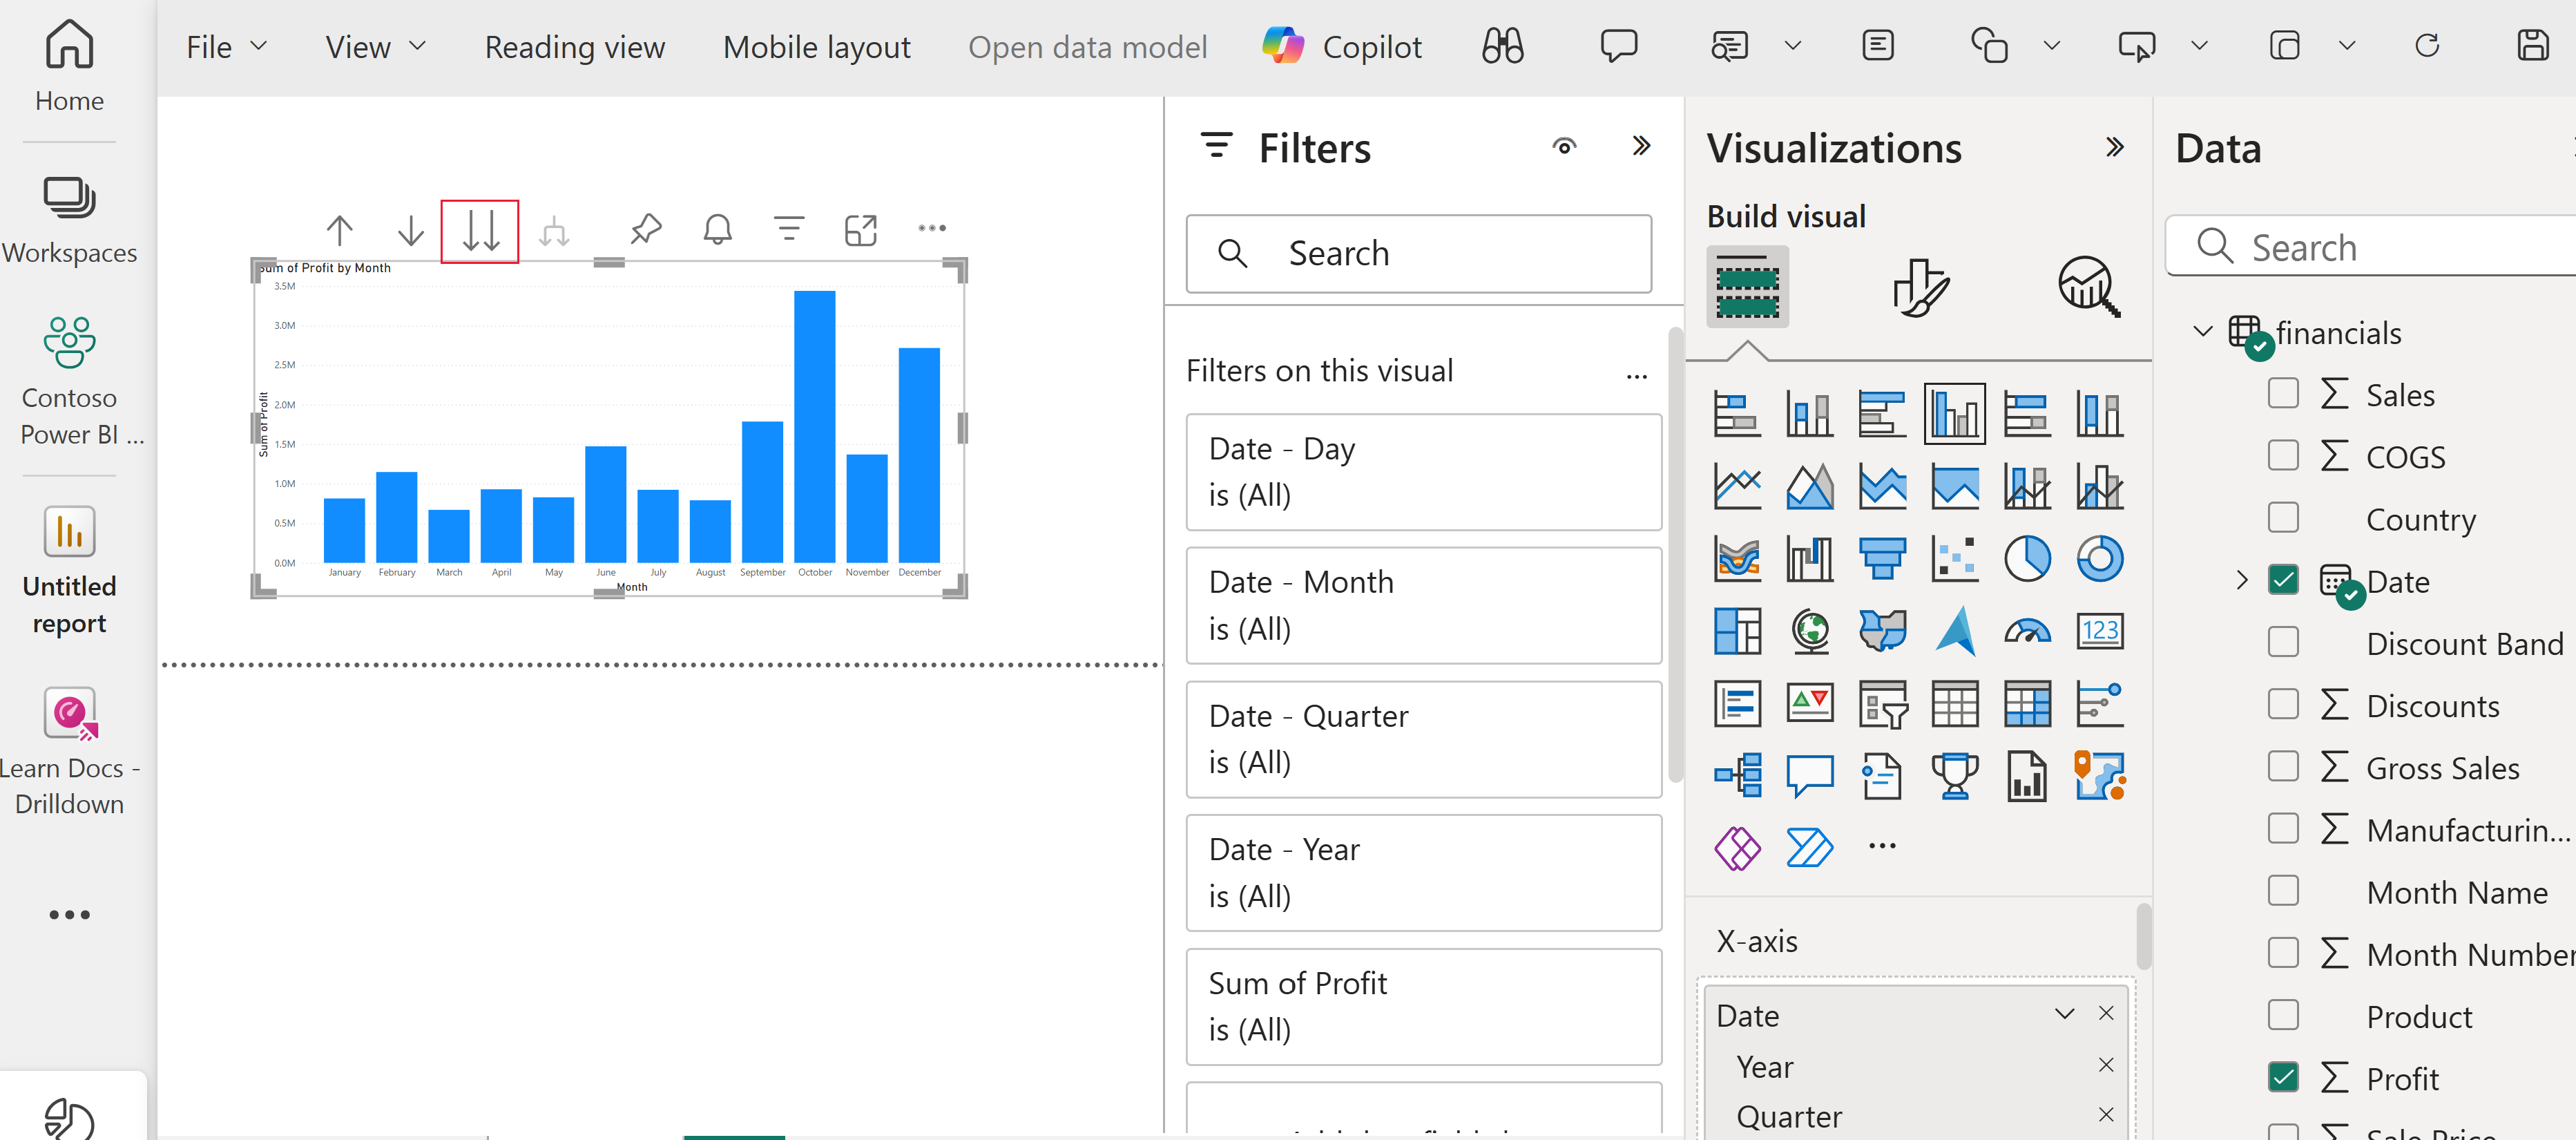 File
View
Reading view
Mobile layout
Open data model
Copilot
Home
Workspaces
Contoso
Power BI ...
Untitled
report
Learn Docs -
Drilldown
Sum of Profit by Month
Sum of Profit
3.5M
3.0M
2.5M
2.0M
1.5M
1.0M
0.5M
0.0M
January
February
March
April
May
June
July
August
September
October
November
December
Month
Filters
Search
Filters on this visual
...
Date - Day
is (All)
Date - Month
is (All)
Date - Quarter
is (All)
Date - Year
is (All)
Sum of Profit
is (All)
Visualizations
Build visual
123
...
X-axis
Date
Year
Quarter
Data
Search
financials
Sales
COGS
Country
Date
Discount Band
Discounts
Gross Sales
Manufacturin...
Month Name
Month Number
Product
Profit